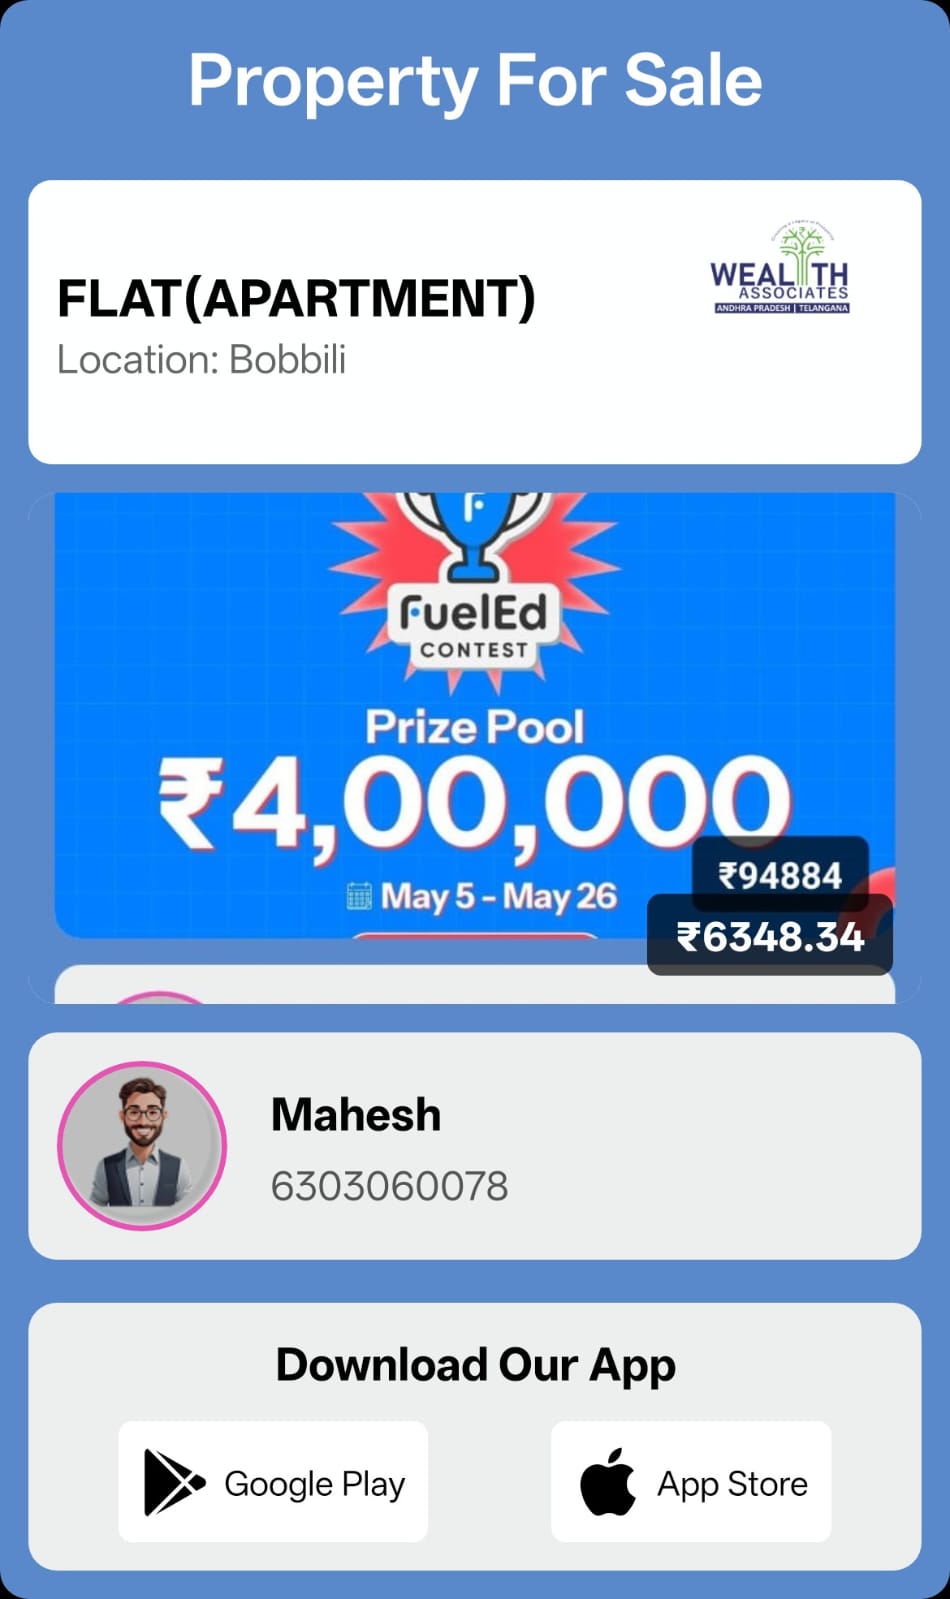 Property For Sale
FLAT(APARTMENT)
Location: Bobbili
WEALTH
ASSOCIATES
ANDHRA PRADESH | TELANGANA
F
FuelEd
CONTEST
Prize Pool
₹4,00,000
₹94884
May 5 - May 26
₹6348.34
Mahesh
6303060078
Download Our App
Google Play
App Store